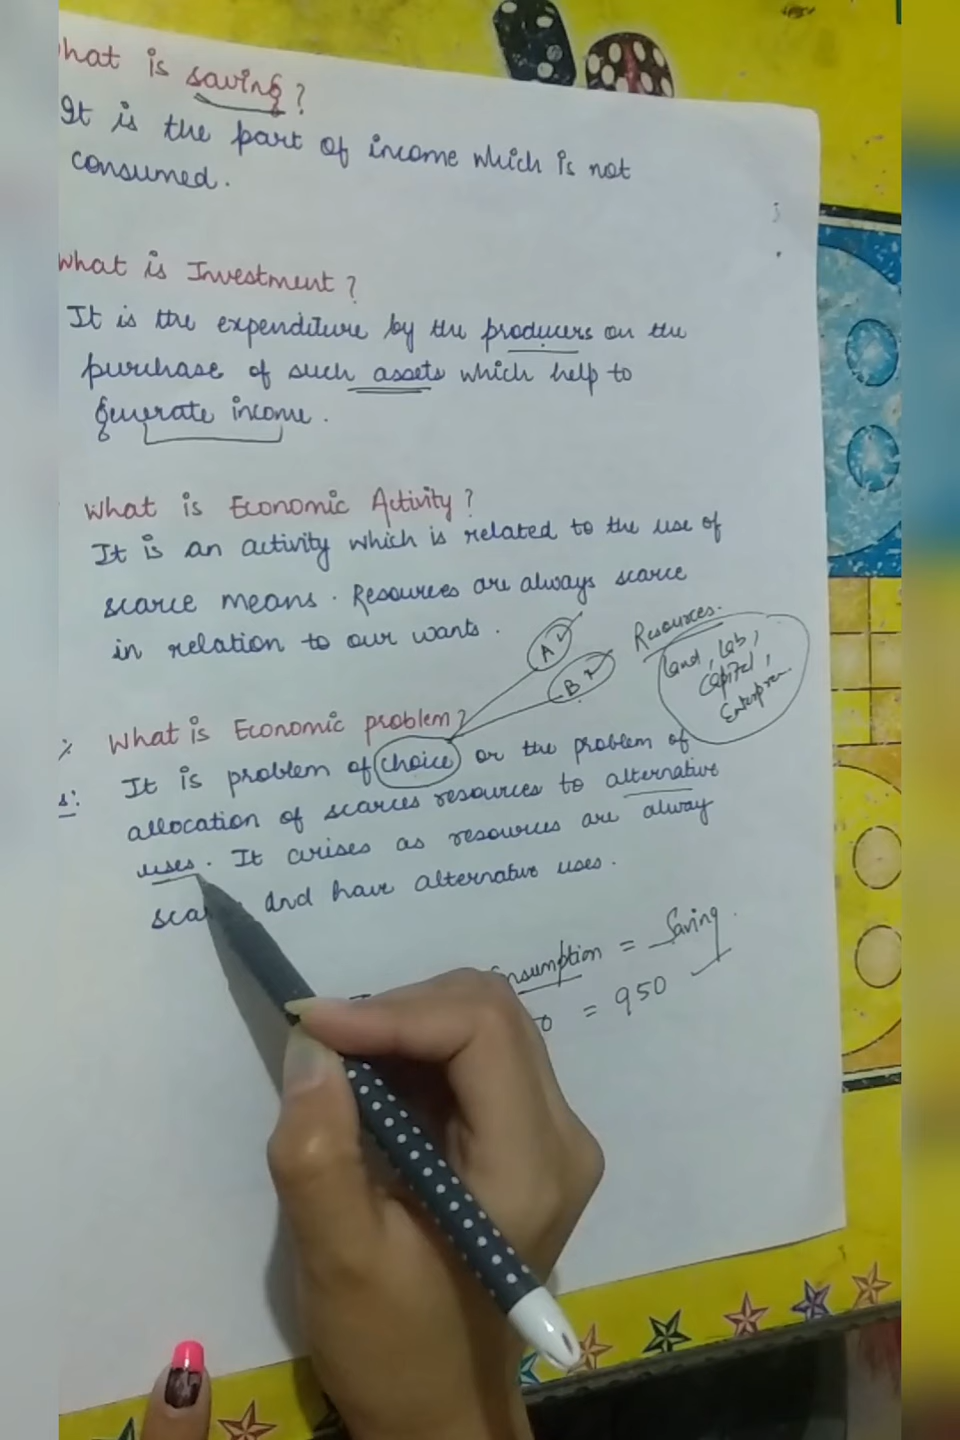 hat is saving?
It is the part of income which is not
consumed.
What is Investment?
It is the expenditure by the producers on the
purchase of such assets which help to
generate income.
What is Economic Activity?
It is an activity which is related to the use of
scarce means. Resources are always scarce
in relation to our wants.
A ✓
B ✓
Resources.
Land, lab,
Capital,
Enterpren.
What is Economic problem?
It is problem of choice or the problem of
allocation of scarces resources to alternative
uses. It arises as resources are alway
and have alternative uses.
nsumption = Saving.
= 950